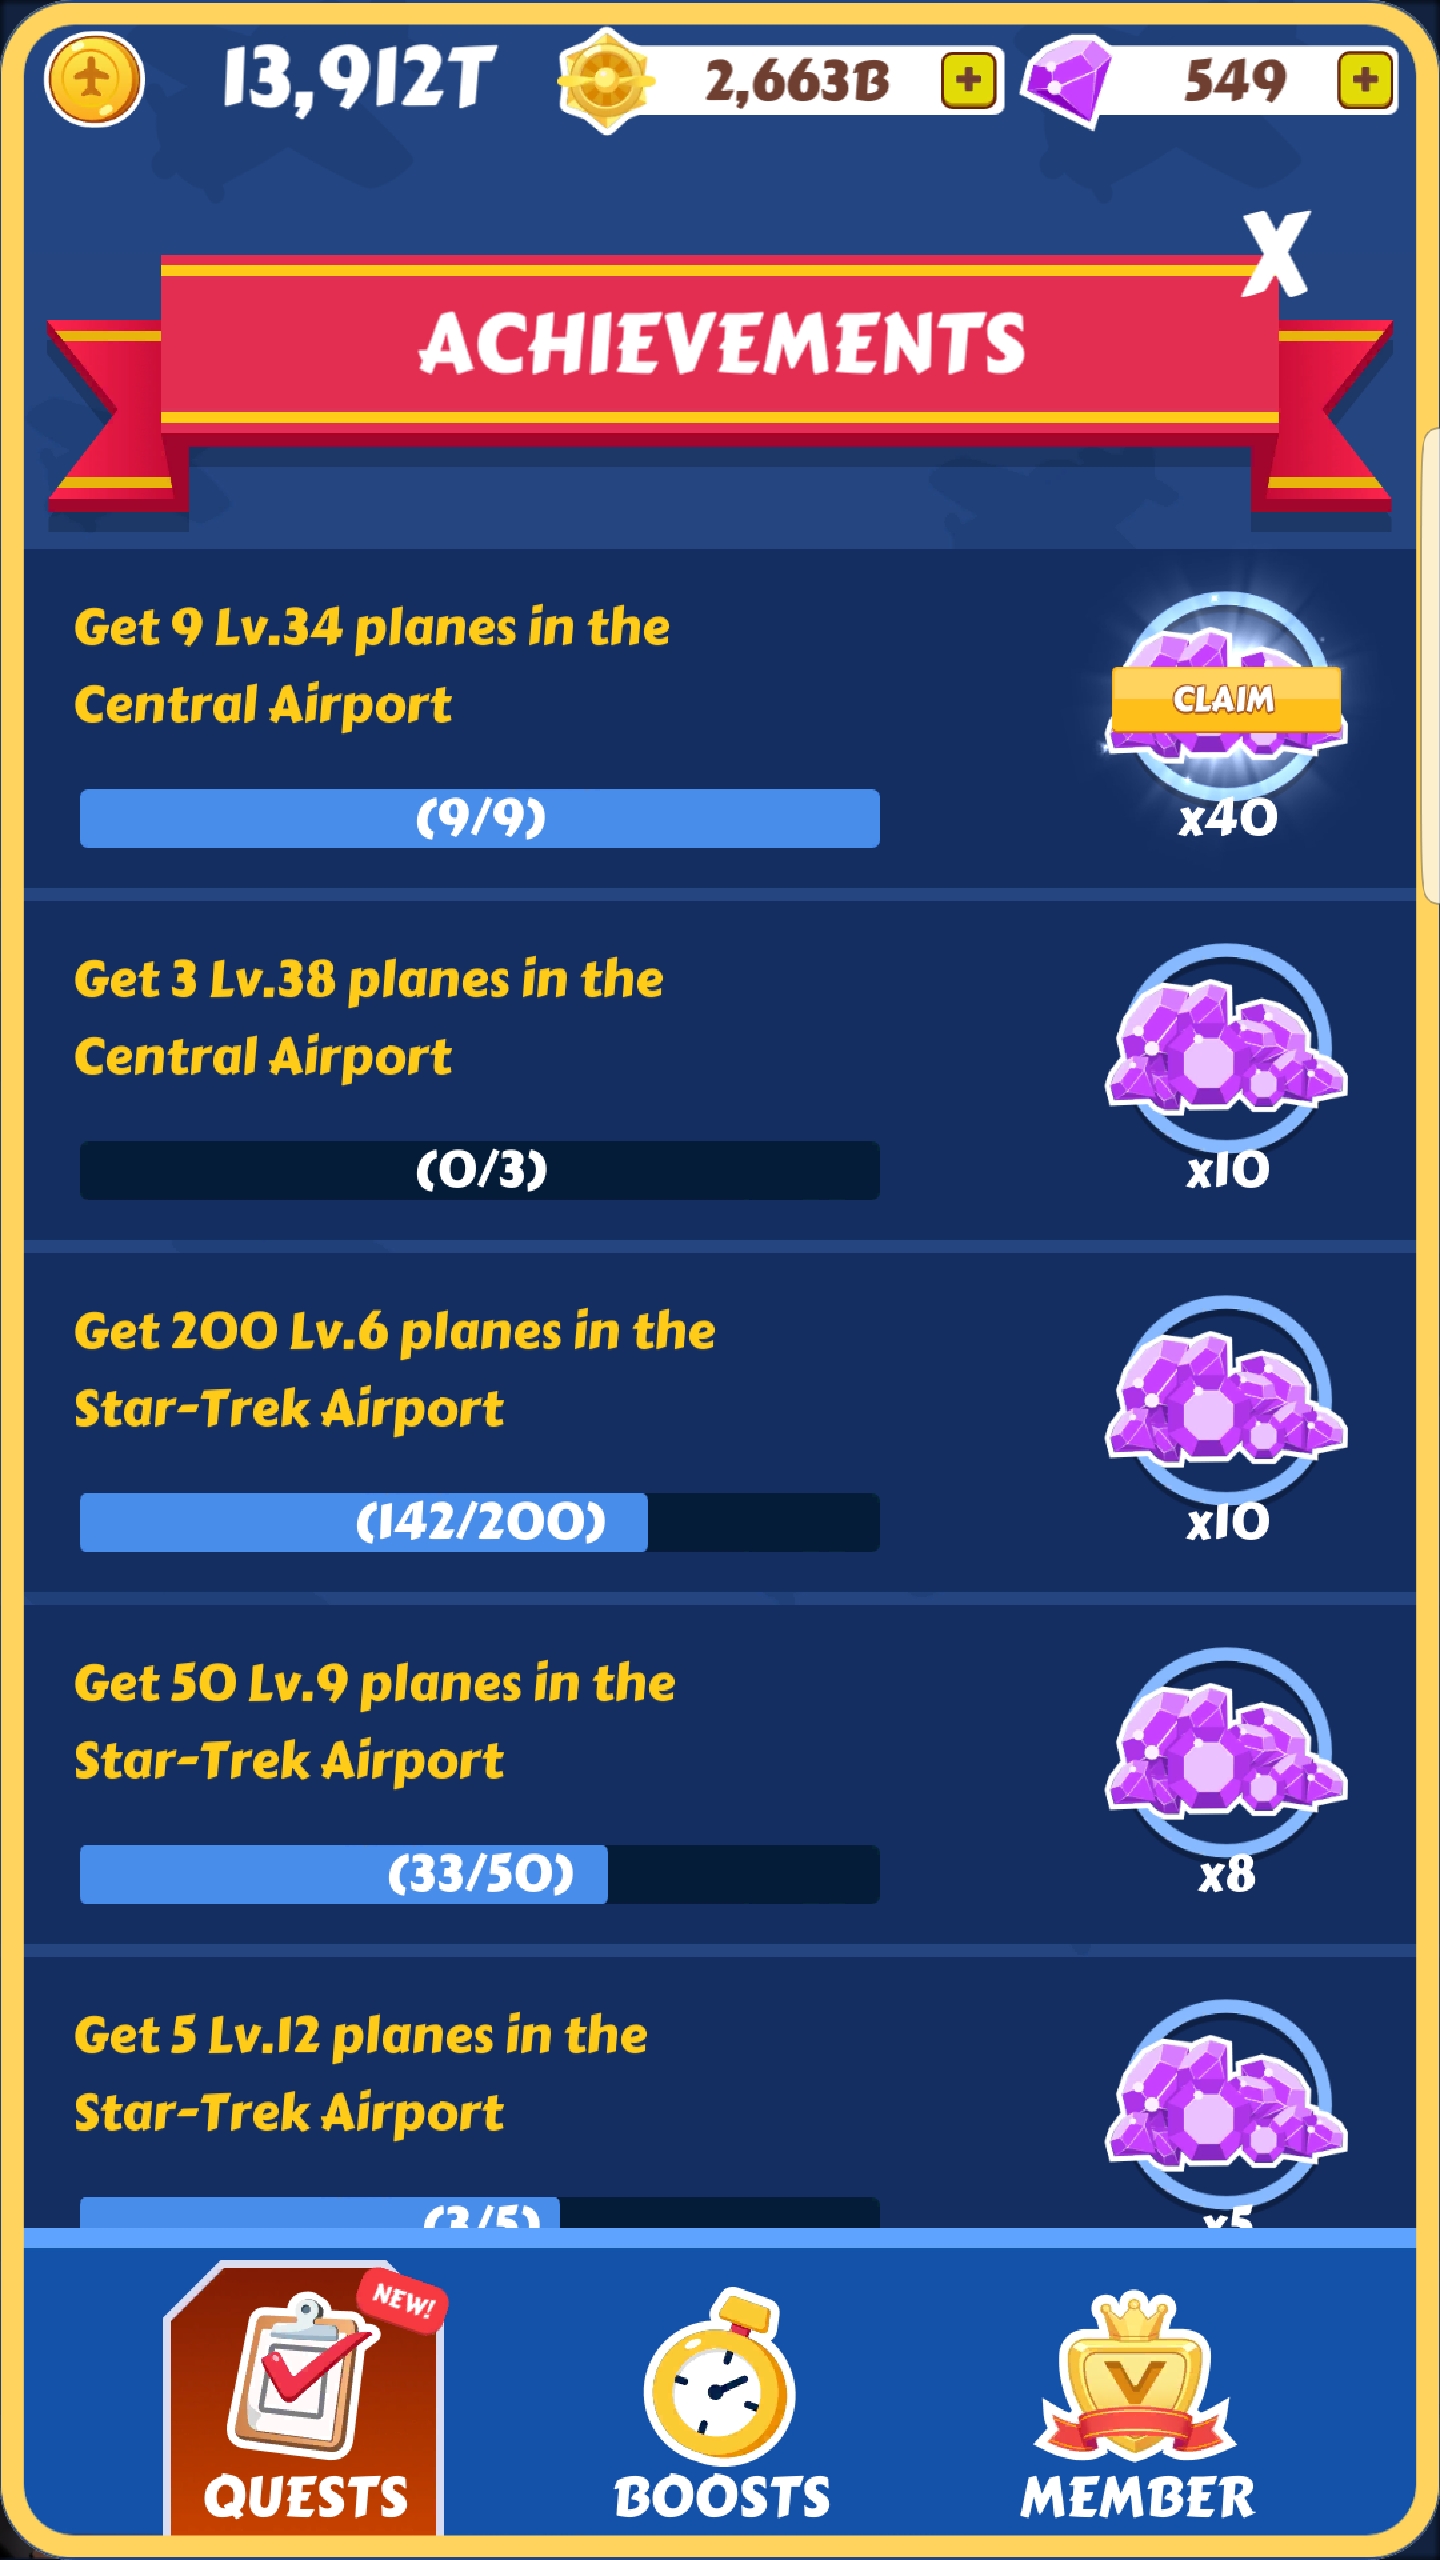 13,912T 2,663B + 549 +
X
ACHIEVEMENTS
Get 9 Lv.34 planes in the
Central Airport
CLAIM
(9/9)
x40
Get 3 Lv.38 planes in the
Central Airport
(0/3)
x10
Get 200 Lv.6 planes in the
Star-Trek Airport
(142/200)
x10
Get 50 Lv.9 planes in the
Star-Trek Airport
(33/50)
x8
Get 5 Lv.12 planes in the
Star-Trek Airport
(3/5)
x5
NEW!
V
QUESTS BOOSTS MEMBER